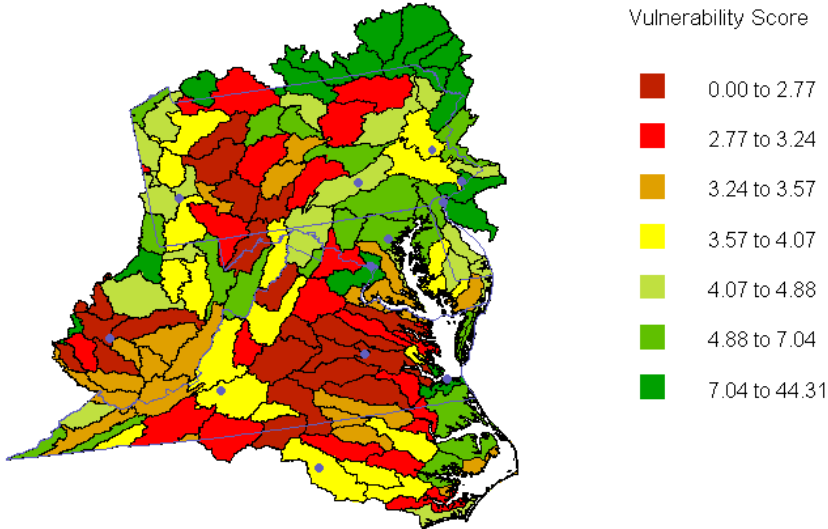 Vulnerability Score
0.00 to 2.77
2.77 to 3.24
3.24 to 3.57
3.57 to 4.07
4.07 to 4.88
4.88 to 7.04
7.04 to 44.31